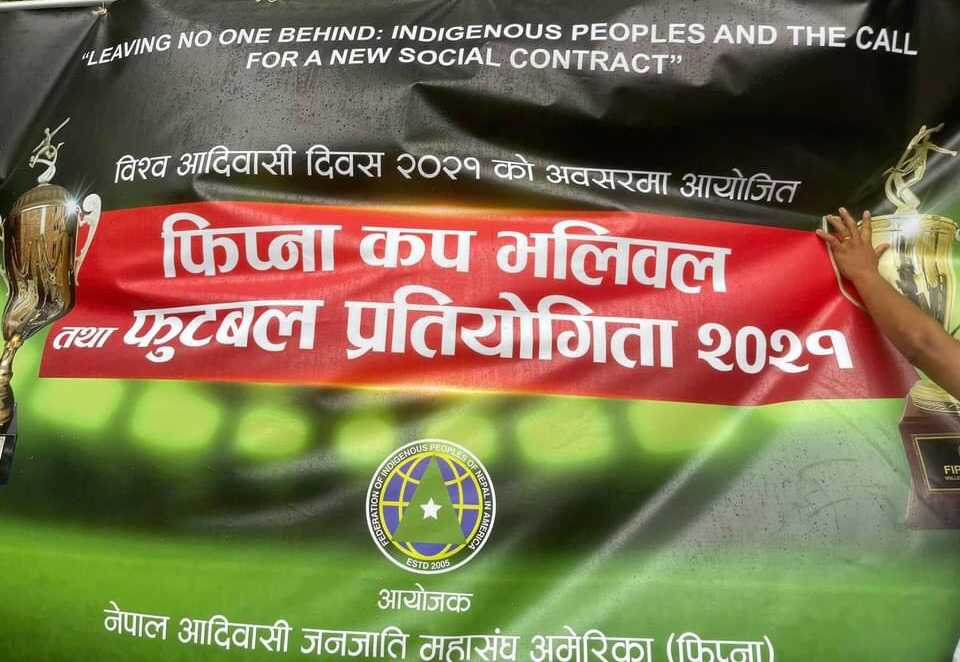 "LEAVING NO ONE BEHIND: INDIGENOUS PEOPLES AND THE CALL
FOR A NEW SOCIAL CONTRACT"
विश्व आदिवासी दिवस २०२१ को अवसरमा आयोजित
फिप्ना कप भलिवल
तथा फुटबल प्रतियोगिता २०२१
FEDERATION OF INDIGENOUS PEOPLES OF NEPAL IN AMERICA
ESTD 2005
आयोजक
नेपाल आदिवासी जनजाति महासंघ अमेरिका (फिप्ना)